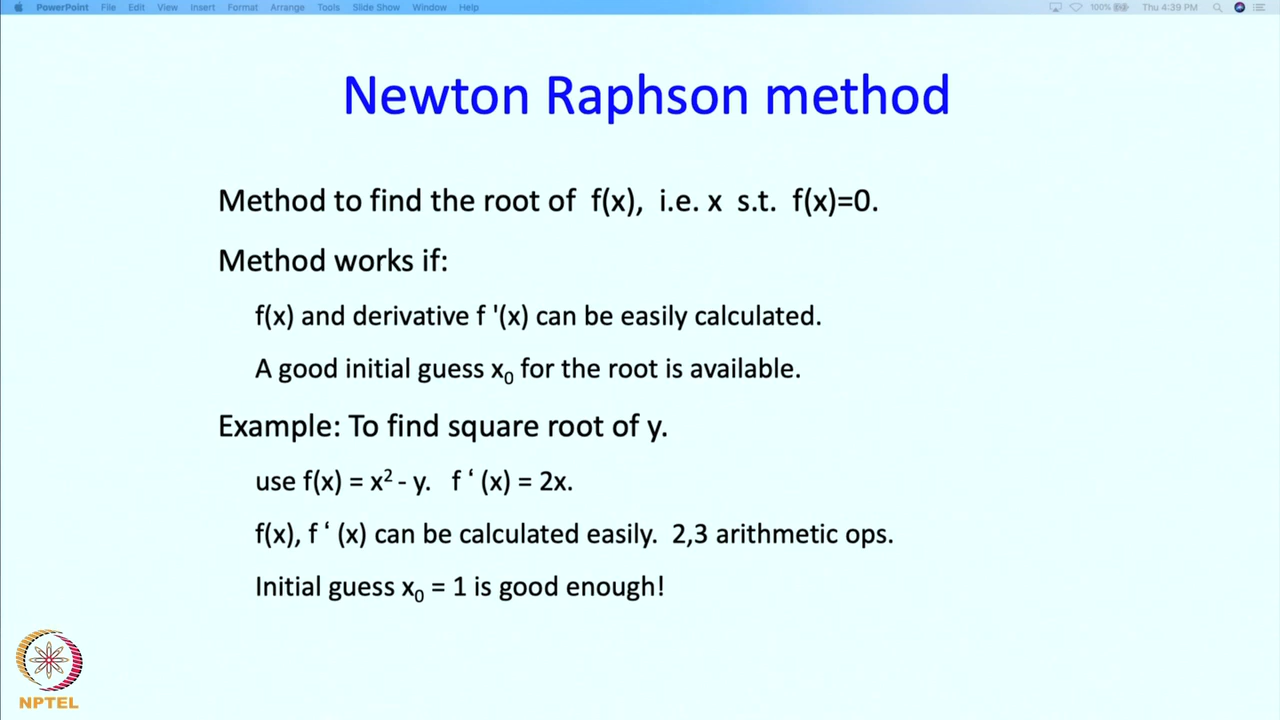 PowerPoint File Edit View Insert Format Arrange Tools Slide Show Window Help 100% Thu 4:39 PM
Newton Raphson method
Method to find the root of f(x), i.e. x s.t. f(x)=0.
Method works if:
f(x) and derivative f '(x) can be easily calculated.
A good initial guess x₀ for the root is available.
Example: To find square root of y.
use f(x) = x² - y. f ‘ (x) = 2x.
f(x), f ‘ (x) can be calculated easily. 2,3 arithmetic ops.
Initial guess x₀ = 1 is good enough!
NPTEL